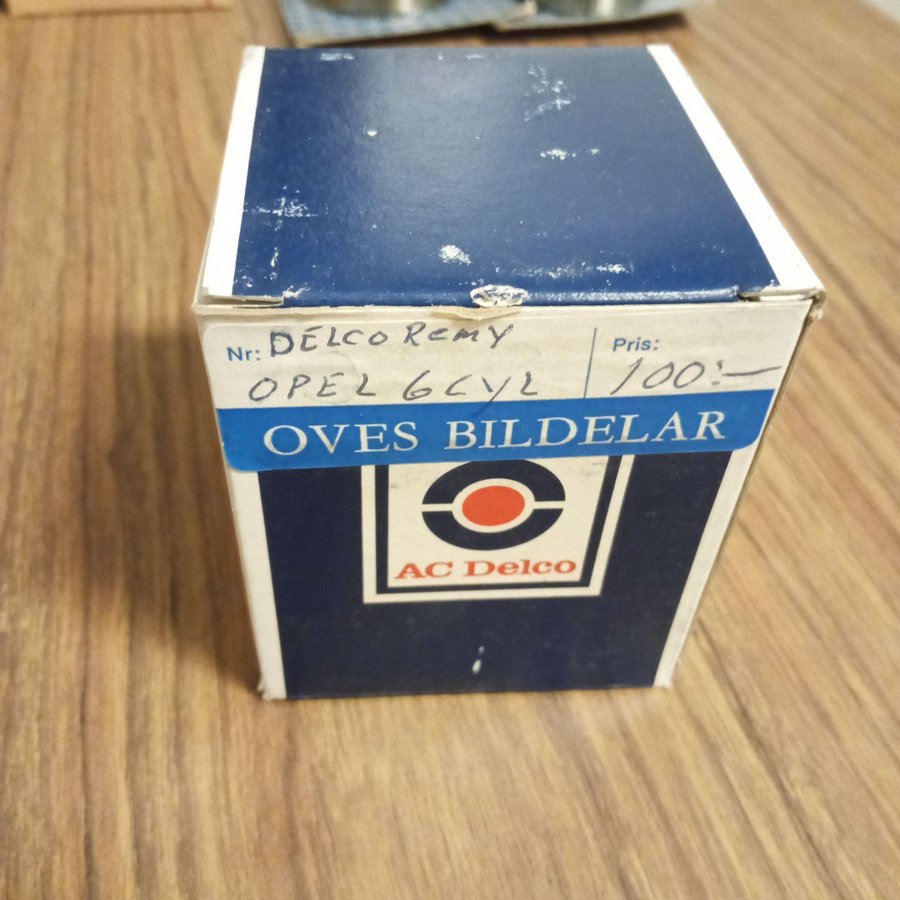 Nr: DELCO Remy
OPEL 6CYL
Pris:
100:-
OVES BILDELAR
AC Delco